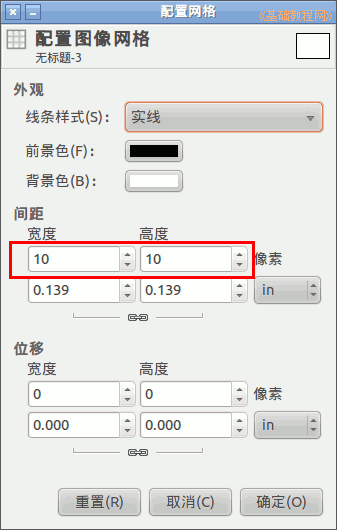 配置网格
《基础教程网》
配置图像网格
无标题-3
外观
线条样式(S)： 实线
前景色(F)：
背景色(B)：
间距
宽度 高度
10 10 像素
0.139 0.139 in
位移
宽度 高度
0 0 像素
0.000 0.000 in
重置(R) 取消(C) 确定(O)